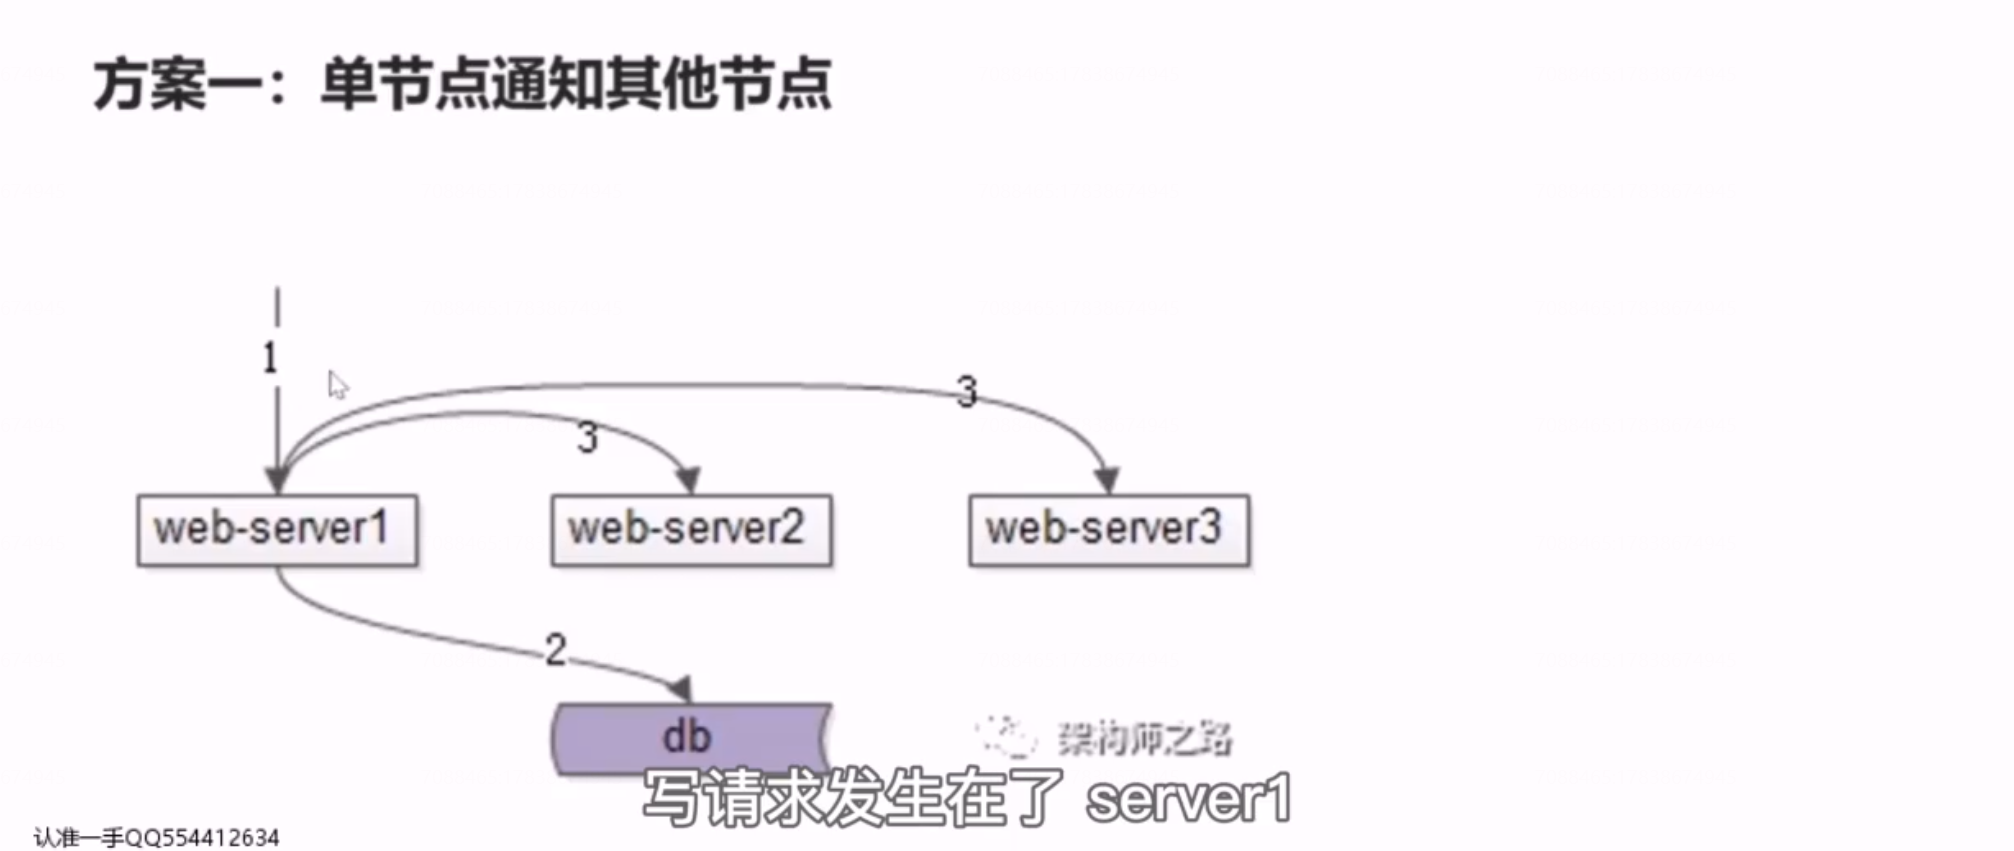 方案一：单节点通知其他节点
1
3
3
web-server1
web-server2
web-server3
2
db
架构师之路
写请求发生在了 server1
认准一手QQ554412634